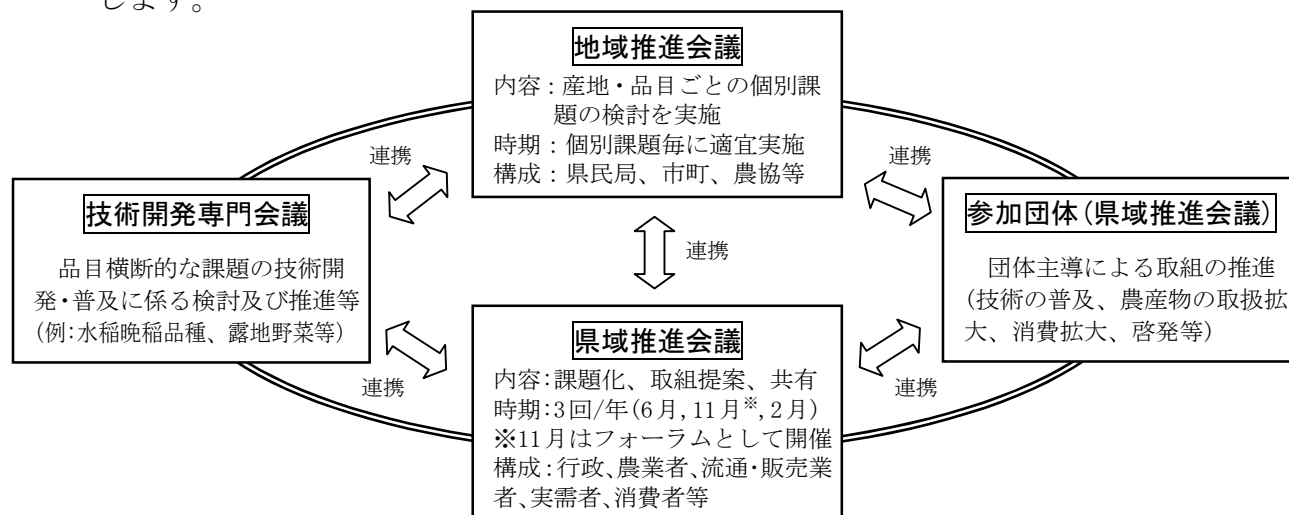 します。
地域推進会議
内容：産地・品目ごとの個別課
題の検討を実施
時期：個別課題毎に適宜実施
構成：県民局、市町、農協等
連携
連携
技術開発専門会議
品目横断的な課題の技術開
発・普及に係る検討及び推進等
(例:水稲晩稲品種、露地野菜等)
連携
参加団体(県域推進会議)
団体主導による取組の推進
(技術の普及、農産物の取扱拡
大、消費拡大、啓発等)
連携
県域推進会議
内容:課題化、取組提案、共有
時期:3回/年(6月,11月※,2月)
※11月はフォーラムとして開催
構成:行政、農業者、流通・販売業
者、実需者、消費者等
連携